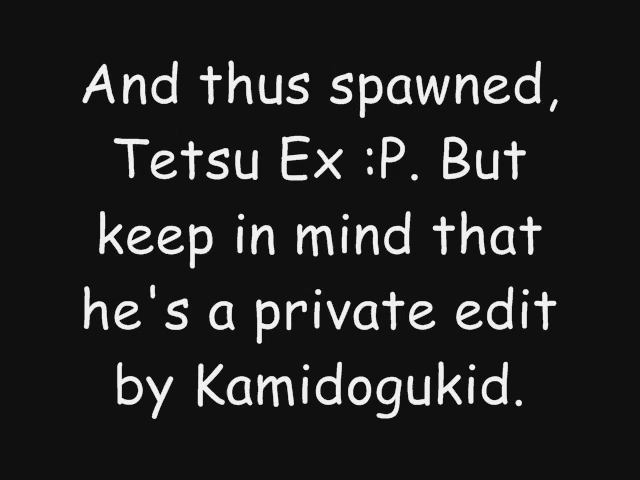 And thus spawned,
Tetsu Ex :P. But
keep in mind that
he's a private edit
by Kamidogukid.